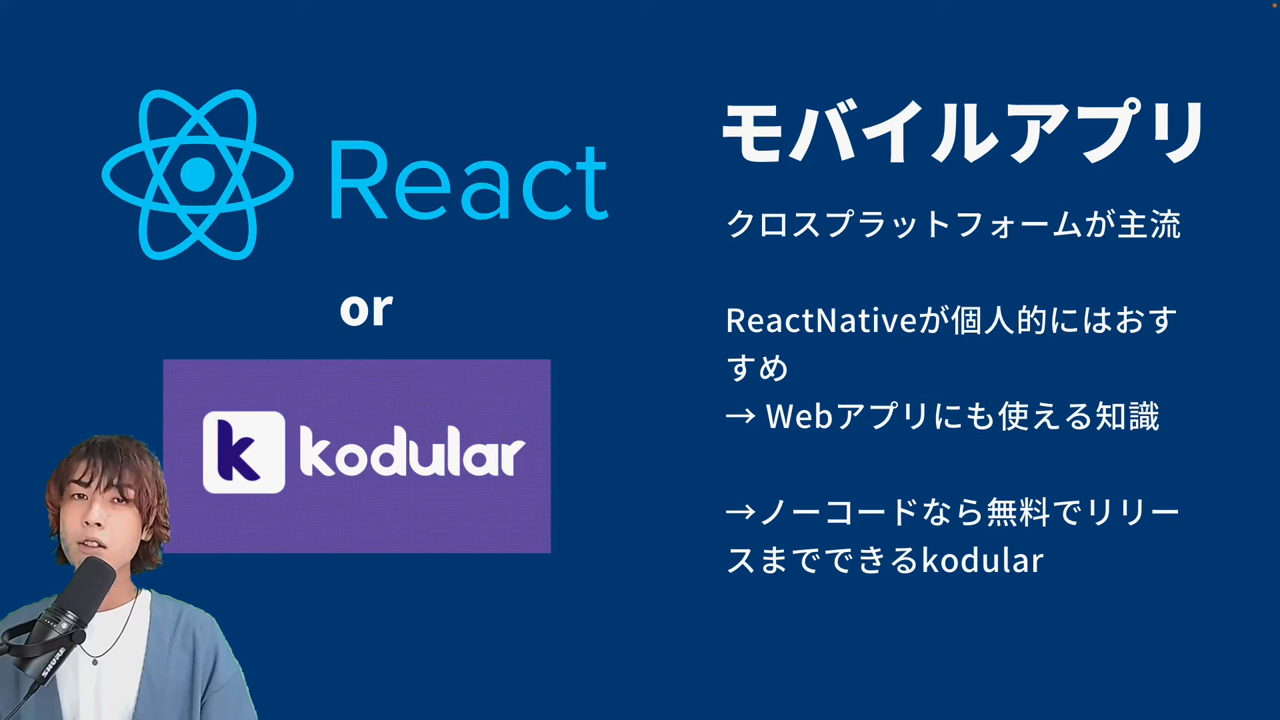 React
or
k kodular
モバイルアプリ
クロスプラットフォームが主流
ReactNativeが個人的にはおす
すめ
→ Webアプリにも使える知識
→ノーコードなら無料でリリー
スまでできるkodular
SHURE